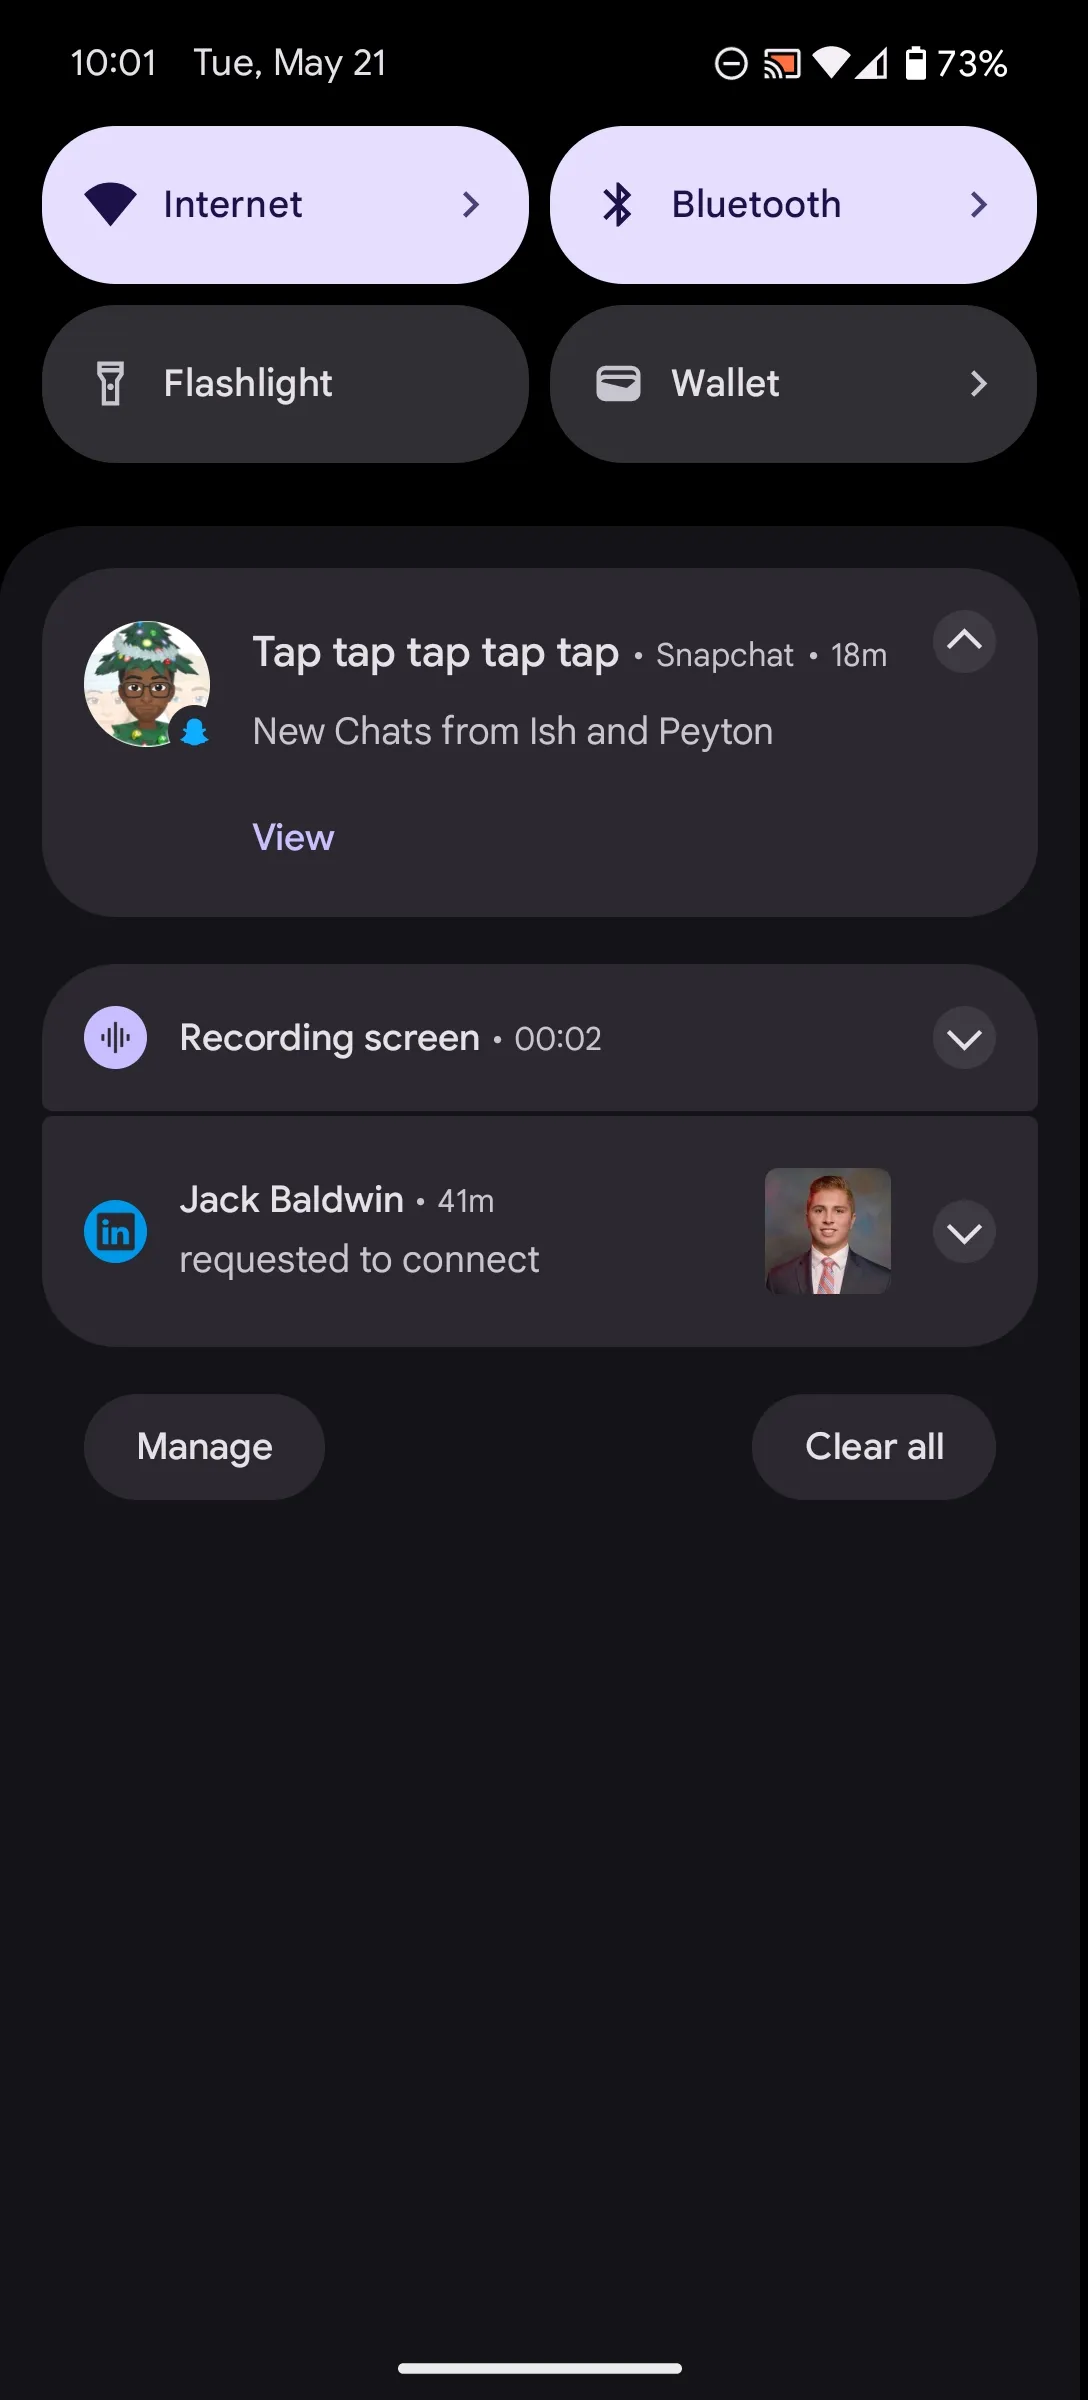 10:01 Tue, May 21 73%
Internet Bluetooth
Flashlight Wallet
Tap tap tap tap tap • Snapchat • 18m
New Chats from Ish and Peyton
View
Recording screen • 00:02
Jack Baldwin • 41m
requested to connect
in
Manage Clear all